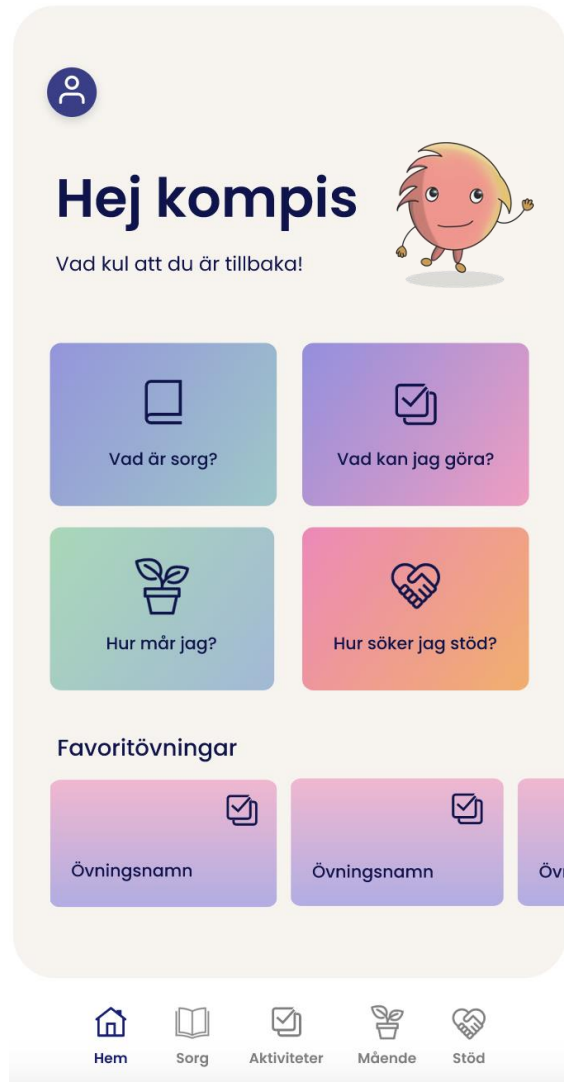 Hej kompis
Vad kul att du är tillbaka!
Vad är sorg?
Vad kan jag göra?
Hur mår jag?
Hur söker jag stöd?
Favoritövningar
Övningsnamn
Övningsnamn
Övr
Hem
Sorg
Aktiviteter
Mående
Stöd